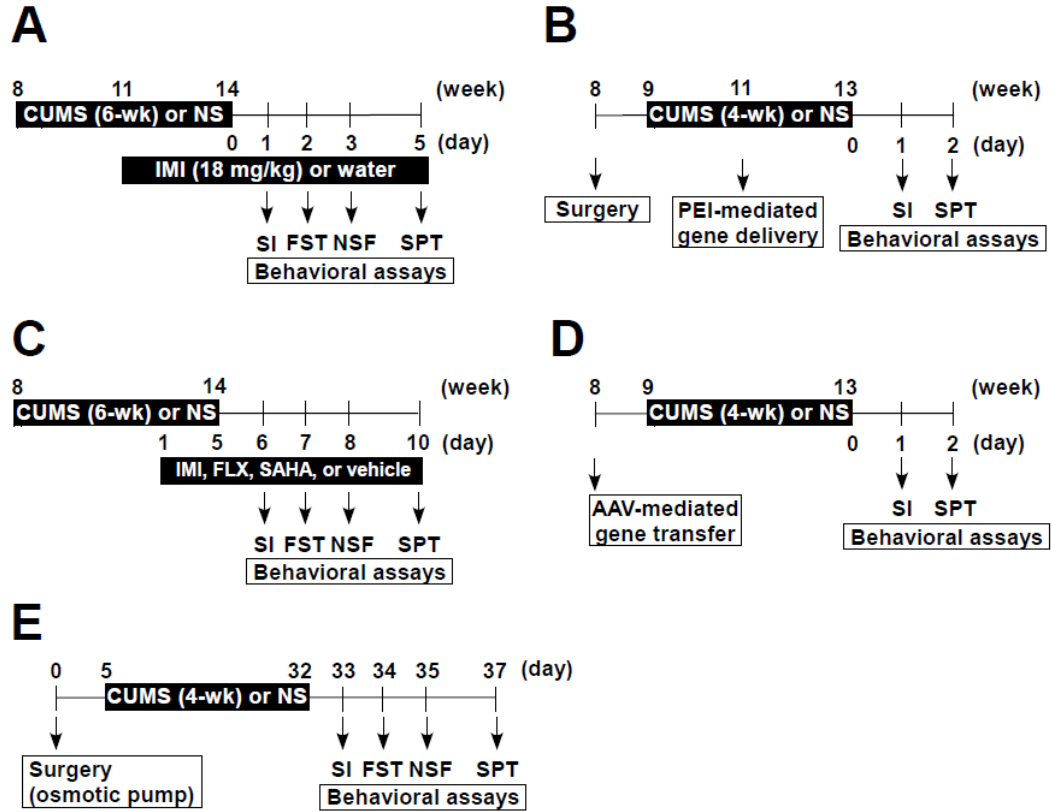 A
8 11 14 (week)
CUMS (6-wk) or NS
0 1 2 3 5 (day)
IMI (18 mg/kg) or water
SI FST NSF SPT
Behavioral assays
B
8 9 11 13 (week)
CUMS (4-wk) or NS
0 1 2 (day)
Surgery
PEI-mediated
gene delivery
SI SPT
Behavioral assays
C
8 14 (week)
CUMS (6-wk) or NS
1 5 6 7 8 10 (day)
IMI, FLX, SAHA, or vehicle
SI FST NSF SPT
Behavioral assays
D
8 9 13 (week)
CUMS (4-wk) or NS
0 1 2 (day)
AAV-mediated
gene transfer
SI SPT
Behavioral assays
E
0 5 32 33 34 35 37 (day)
CUMS (4-wk) or NS
Surgery
(osmotic pump)
SI FST NSF SPT
Behavioral assays